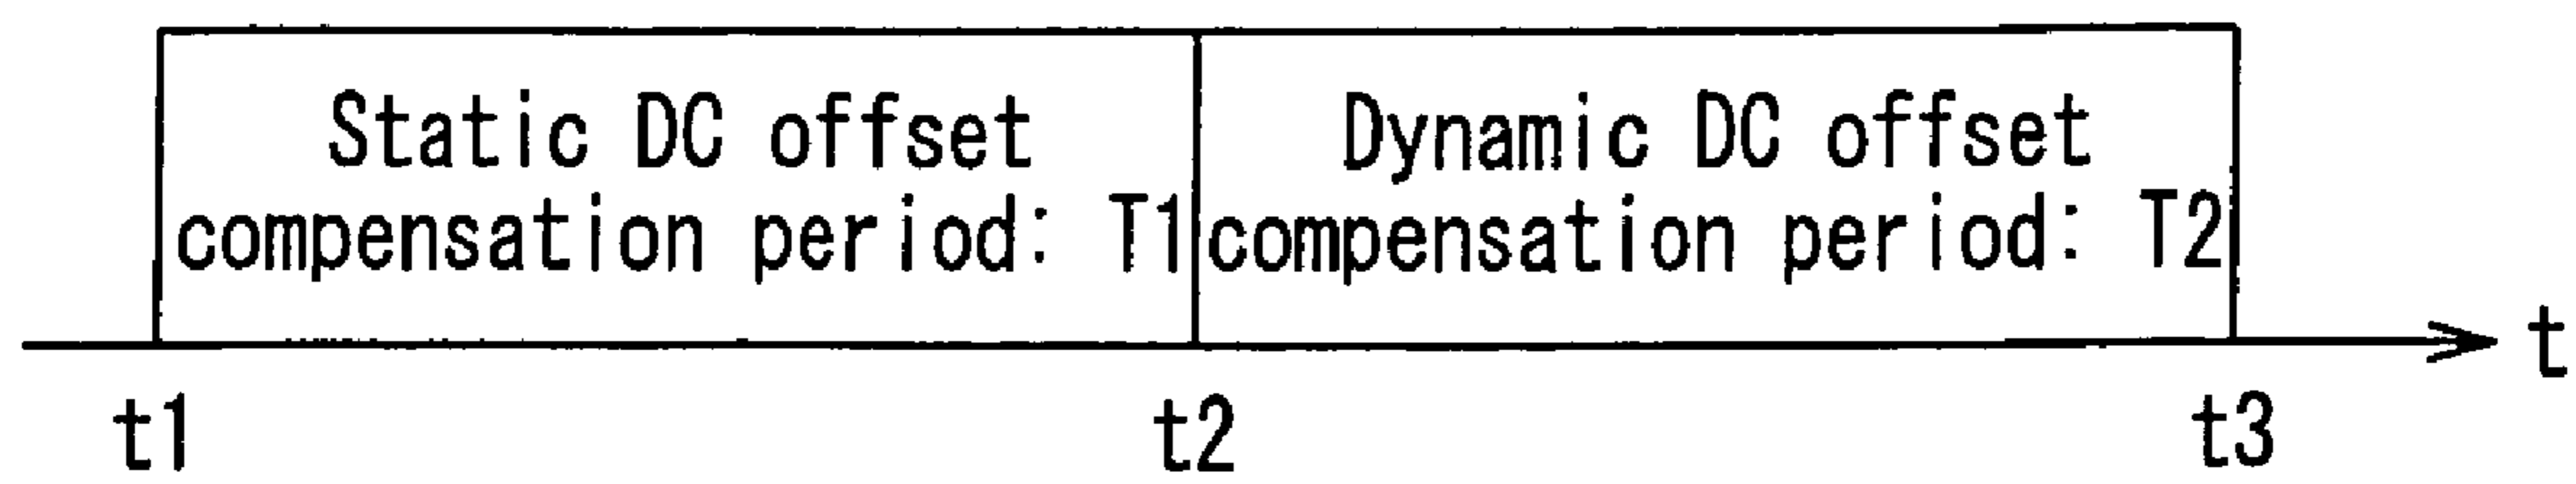 Static DC offset
compensation period: T1
Dynamic DC offset
compensation period: T2
t
t1
t2
t3